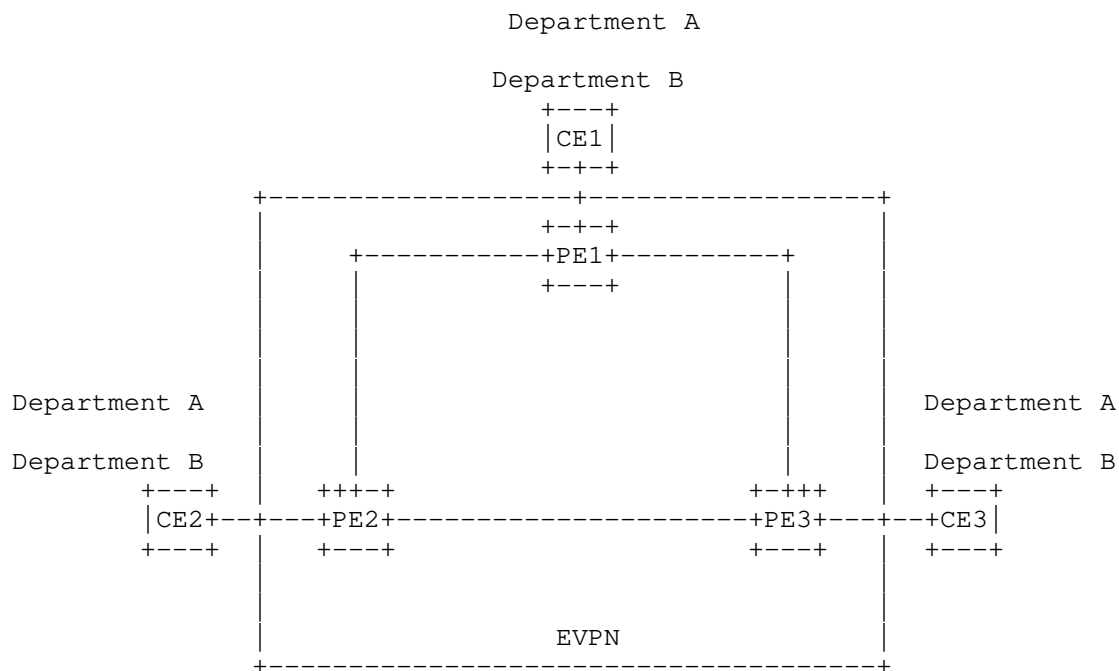 Department A
Department B
CE1
PE1
Department A Department A
Department B Department B
CE2 PE2 PE3 CE3
EVPN